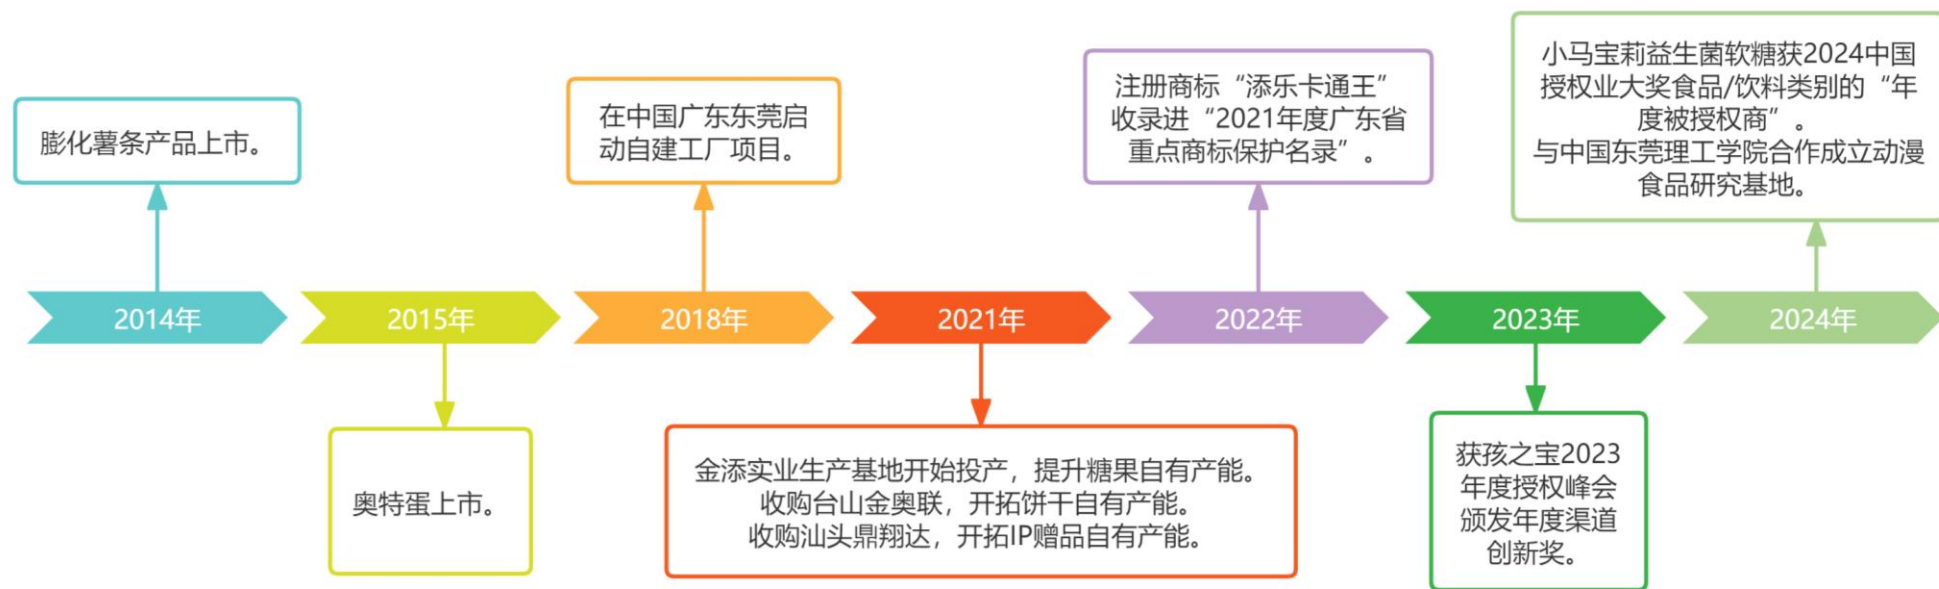 膨化薯条产品上市。
在中国广东东莞启
动自建工厂项目。
注册商标“添乐卡通王”
收录进“2021年度广东省
重点商标保护名录”。
小马宝莉益生菌软糖获2024中国
授权业大奖食品/饮料类别的“年
度被授权商”。
与中国东莞理工学院合作成立动漫
食品研究基地。
2014年
2015年
2018年
2021年
2022年
2023年
2024年
奥特蛋上市。
金添实业生产基地开始投产，提升糖果自有产能。
收购台山金奥联，开拓饼干自有产能。
收购汕头鼎翔达，开拓IP赠品自有产能。
获孩之宝2023
年度授权峰会
颁发年度渠道
创新奖。